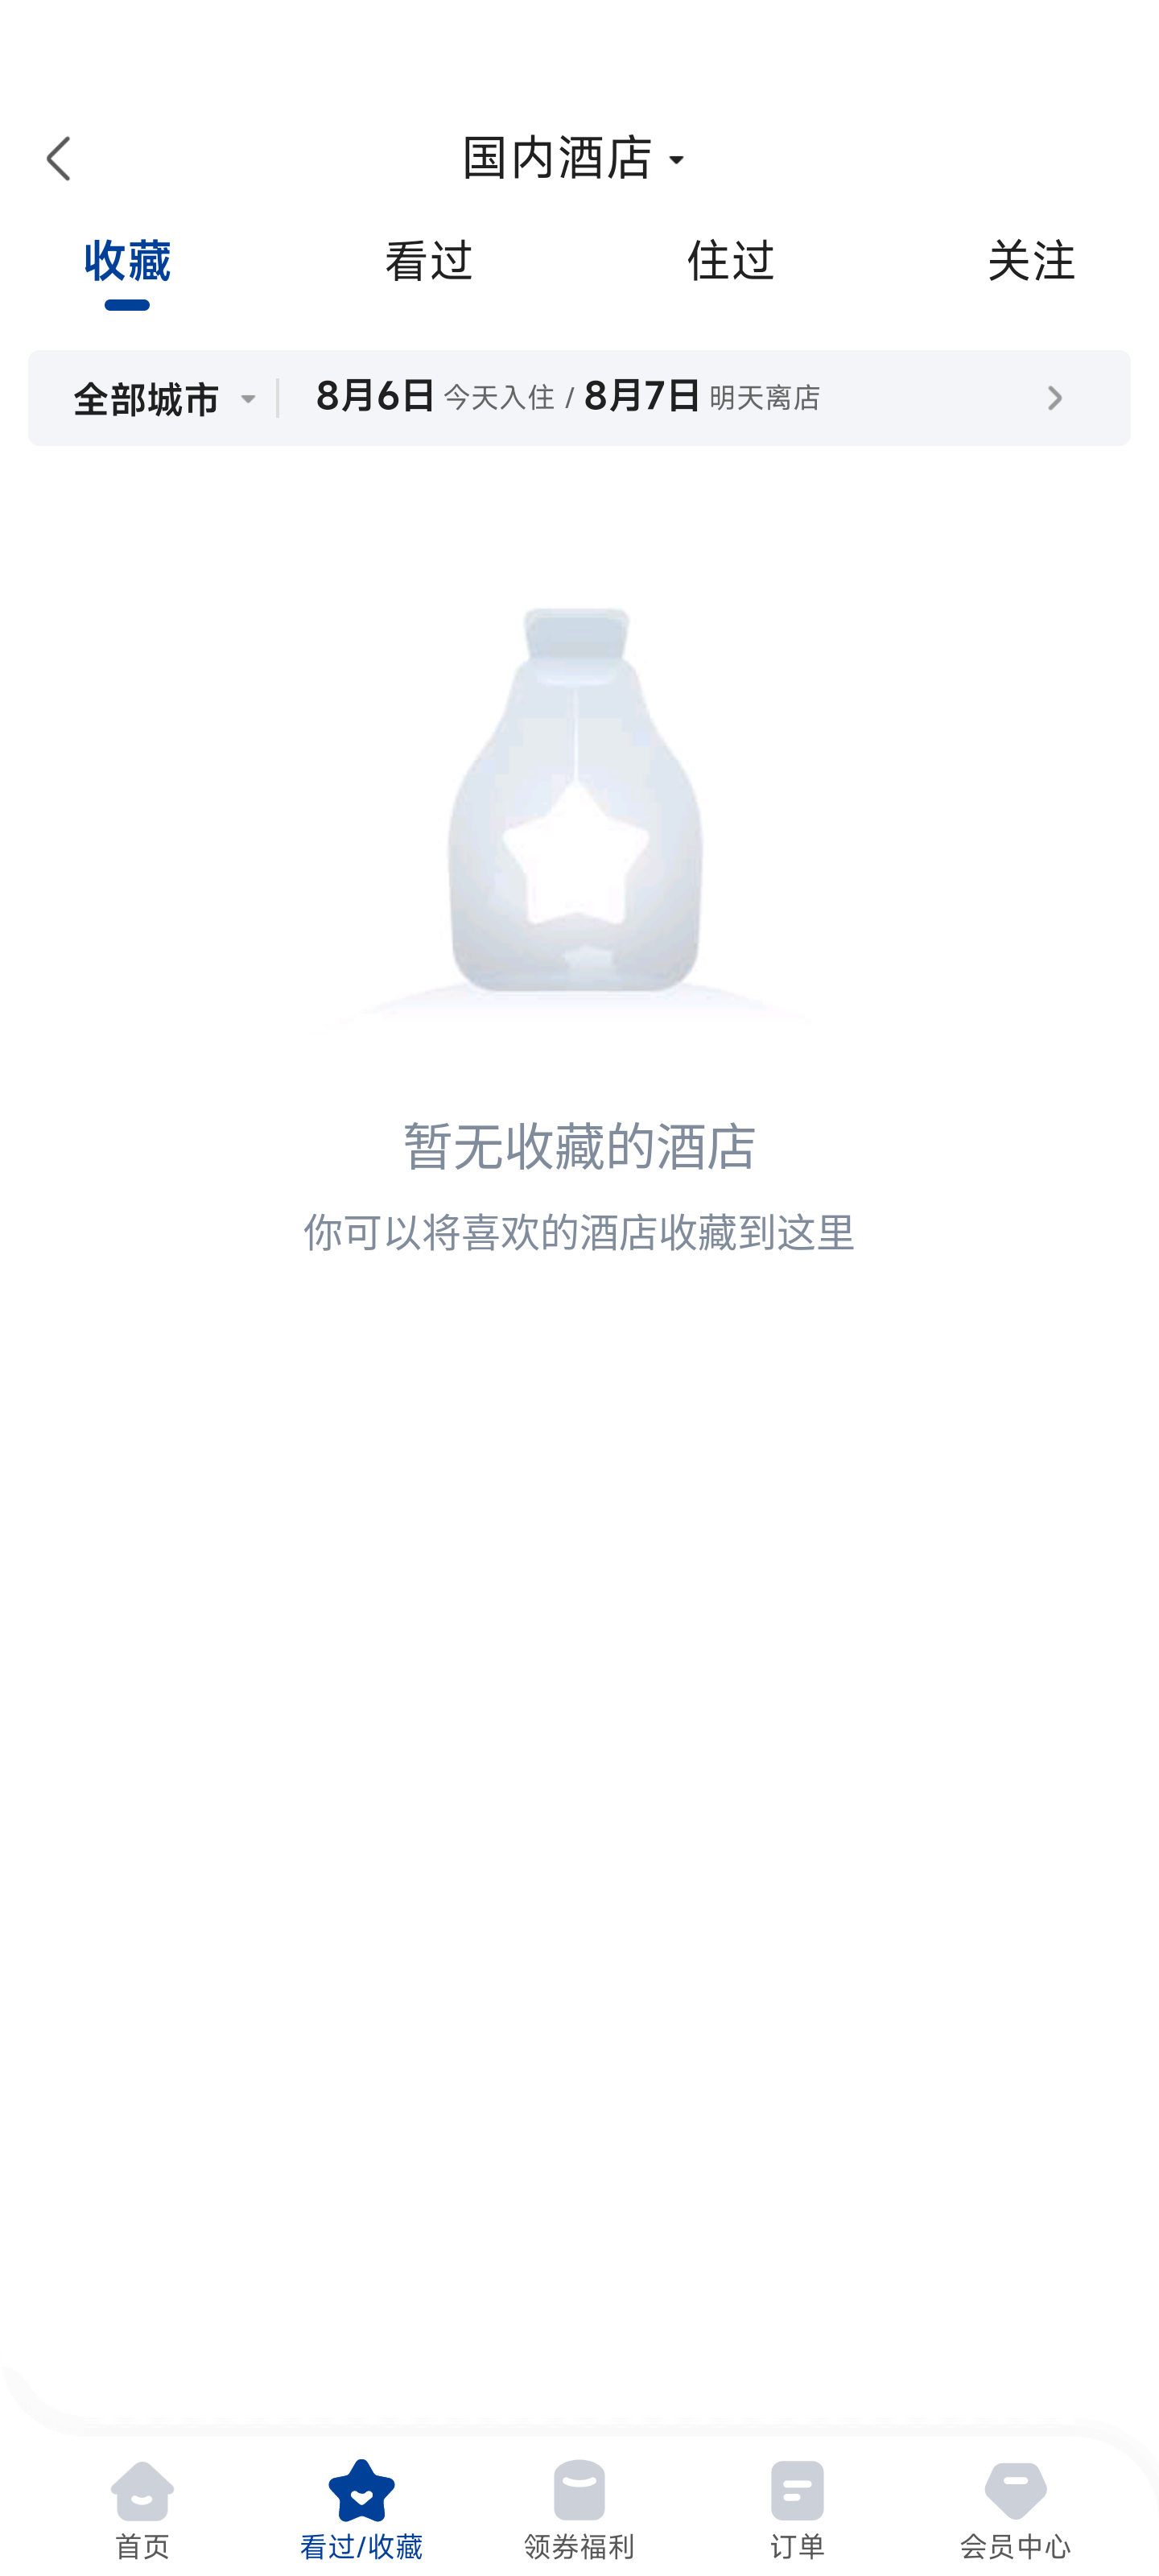 国内酒店
收藏 看过 住过 关注
全部城市 8月6日 今天入住 / 8月7日 明天离店
暂无收藏的酒店
你可以将喜欢的酒店收藏到这里
首页 看过/收藏 领券福利 订单 会员中心